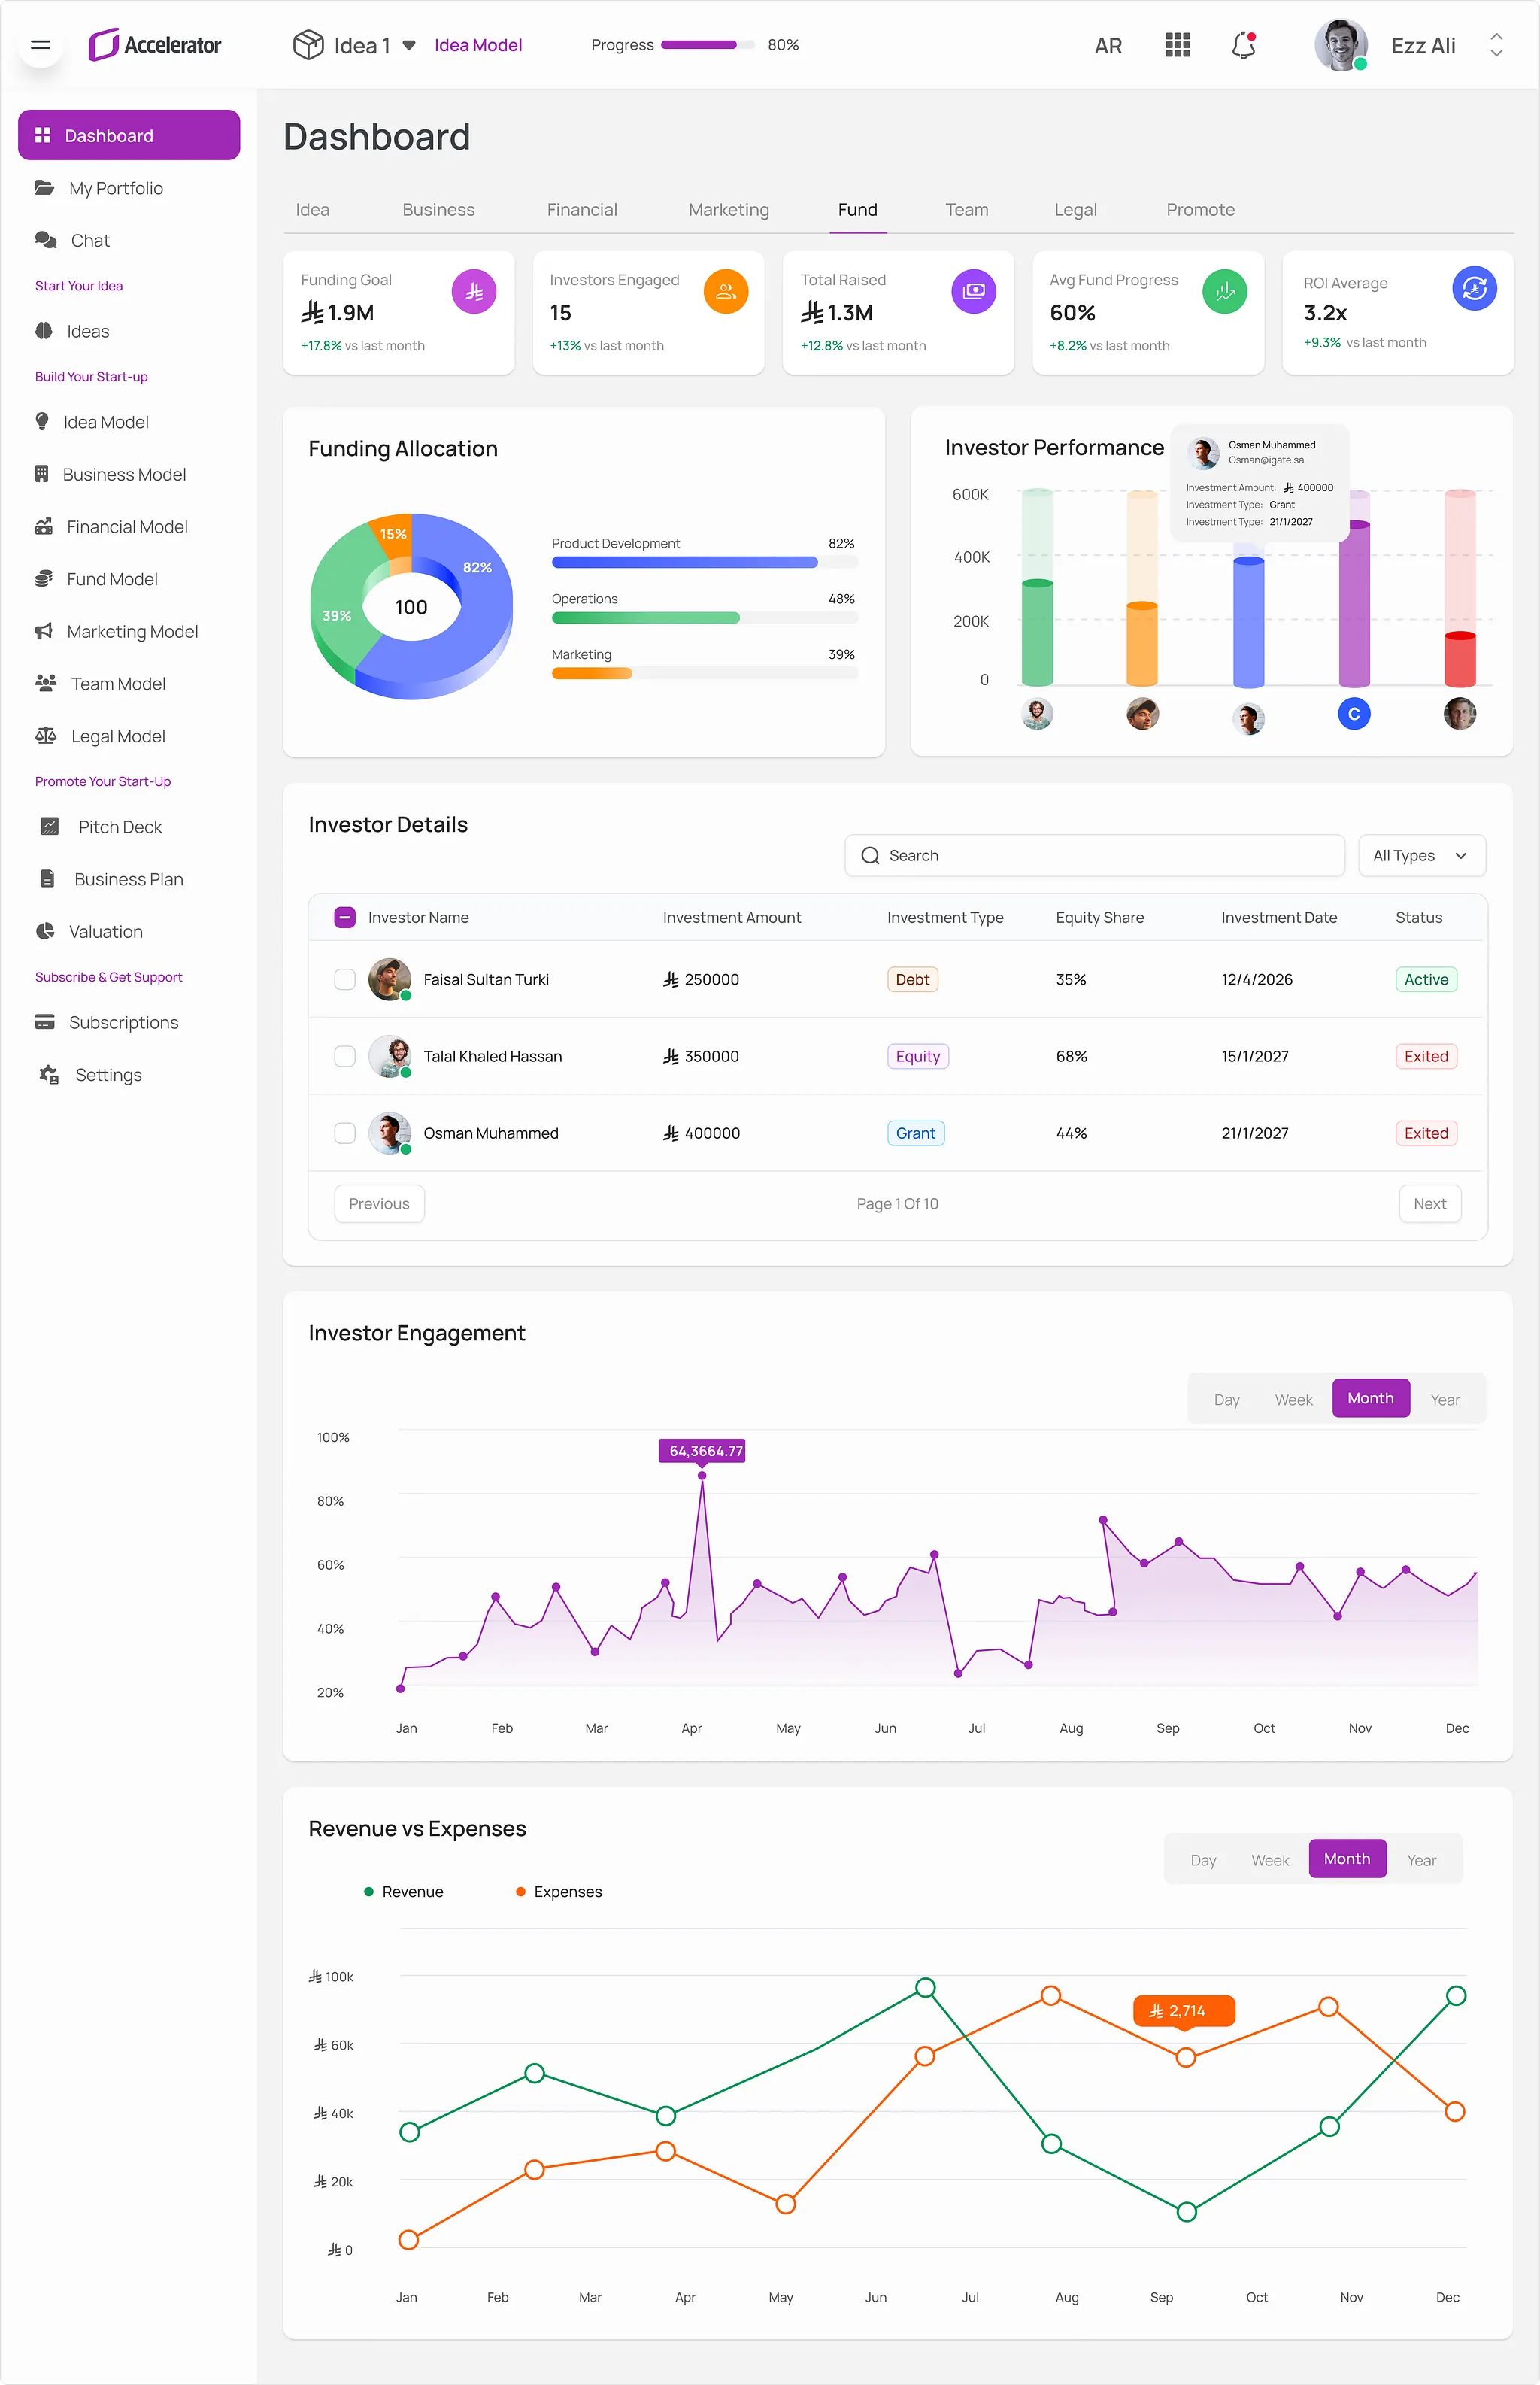 Accelerator
Idea 1
Idea Model
Progress
80%
AR
Ezz Ali
Dashboard
My Portfolio
Chat
Start Your Idea
Ideas
Build Your Start-up
Idea Model
Business Model
Financial Model
Fund Model
Marketing Model
Team Model
Legal Model
Promote Your Start-Up
Pitch Deck
Business Plan
Valuation
Subscribe & Get Support
Subscriptions
Settings
Dashboard
Idea Business Financial Marketing Fund Team Legal Promote
Funding Goal
1.9M
+17.8% vs last month
Investors Engaged
15
+13% vs last month
Total Raised
1.3M
+12.8% vs last month
Avg Fund Progress
60%
+8.2% vs last month
ROI Average
3.2x
+9.3% vs last month
Funding Allocation
15%
82%
39%
100
Product Development 82%
Operations 48%
Marketing 39%
Investor Performance
Osman Muhammed
Osman@igate.sa
Investment Amount: 400000
Investment Type: Grant
Investment Type: 21/1/2027
600K
400K
200K
0
C
Investor Details
Search
All Types
Investor Name Investment Amount Investment Type Equity Share Investment Date Status
Faisal Sultan Turki 250000 Debt 35% 12/4/2026 Active
Talal Khaled Hassan 350000 Equity 68% 15/1/2027 Exited
Osman Muhammed 400000 Grant 44% 21/1/2027 Exited
Previous Page 1 Of 10 Next
Investor Engagement
Day Week Month Year
100%
64,3664.77
80%
60%
40%
20%
Jan Feb Mar Apr May Jun Jul Aug Sep Oct Nov Dec
Revenue vs Expenses
Day Week Month Year
Revenue Expenses
100k
2,714
60k
40k
20k
0
Jan Feb Mar Apr May Jun Jul Aug Sep Oct Nov Dec